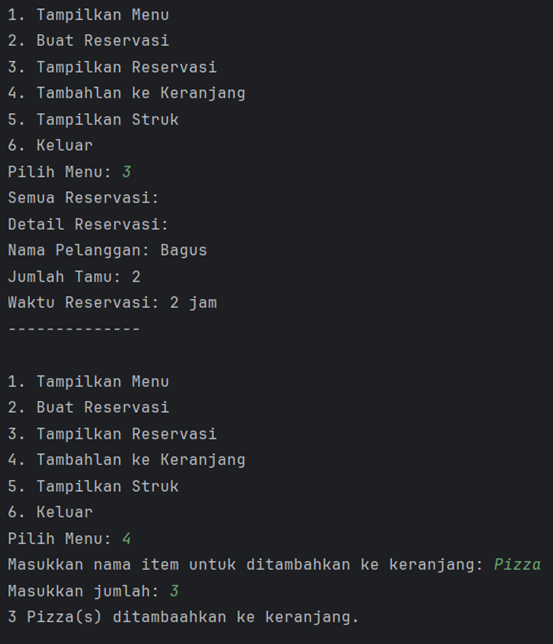 1. Tampilkan Menu
2. Buat Reservasi
3. Tampilkan Reservasi
4. Tambahlan ke Keranjang
5. Tampilkan Struk
6. Keluar
Pilih Menu: 3
Semua Reservasi:
Detail Reservasi:
Nama Pelanggan: Bagus
Jumlah Tamu: 2
Waktu Reservasi: 2 jam
--------------
1. Tampilkan Menu
2. Buat Reservasi
3. Tampilkan Reservasi
4. Tambahlan ke Keranjang
5. Tampilkan Struk
6. Keluar
Pilih Menu: 4
Masukkan nama item untuk ditambahkan ke keranjang: Pizza
Masukkan jumlah: 3
3 Pizza(s) ditambaahkan ke keranjang.